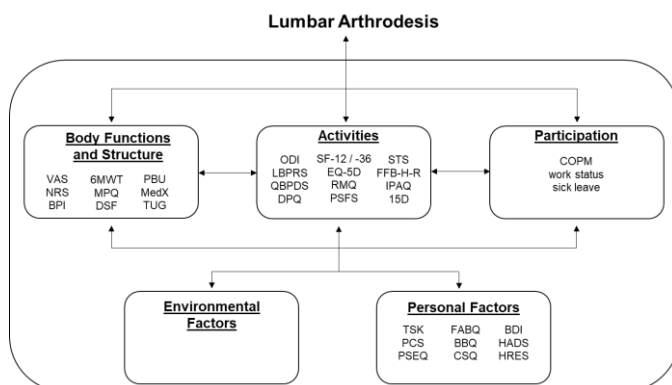 Lumbar Arthrodesis
Body Functions
and Structure
VAS 6MWT PBU
NRS MPQ MedX
BPI DSF TUG
Activities
ODI SF-12 / -36 STS
LBPRS EQ-5D FFB-H-R
QBPDS RMQ IPAQ
DPQ PSFS 15D
Participation
COPM
work status
sick leave
Environmental
Factors
Personal Factors
TSK FABQ BDI
PCS BBQ HADS
PSEQ CSQ HRES